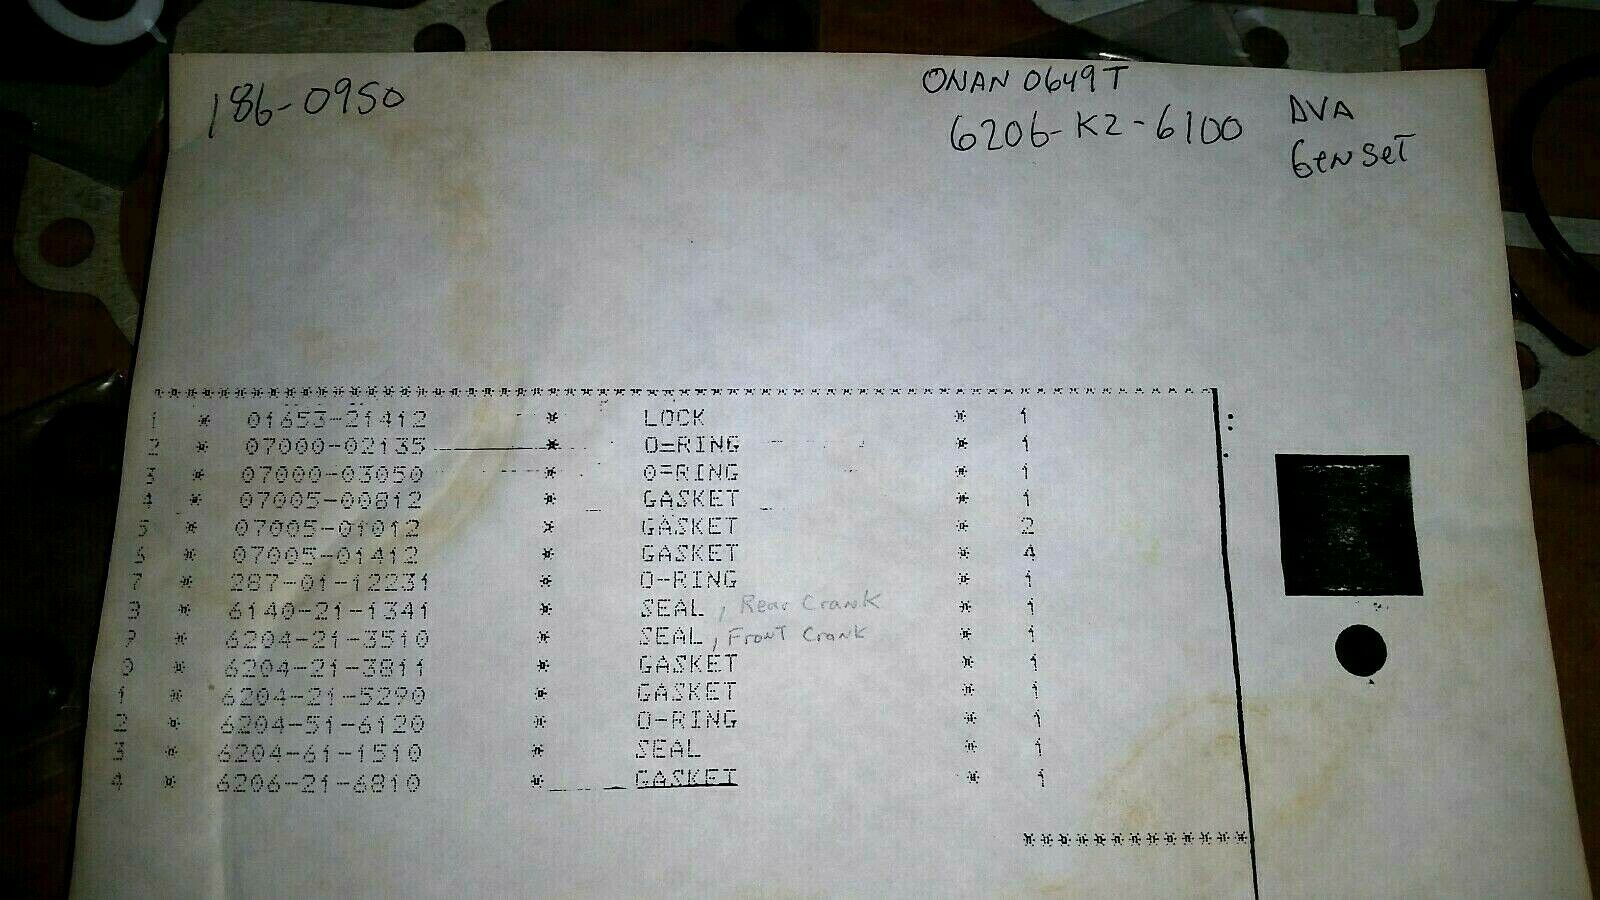 186-0950
ONAN 0649T
6206-K2-6100
DVA
Gen Set
************************************************************
1 * 01653-21412 * LOCK * 1
2 * 07000-02135 * O=RING * 1
3 * 07000-03050 * O=RING * 1
4 * 07005-00812 * GASKET * 1
5 * 07005-01012 * GASKET * 2
6 * 07005-01412 * GASKET * 4
7 * 287-01-12231 * O-RING * 1
8 * 6140-21-1341 * SEAL , Rear Crank * 1
9 * 6204-21-3510 * SEAL , Front Crank * 1
0 * 6204-21-3811 * GASKET * 1
1 * 6204-21-5290 * GASKET * 1
2 * 6204-51-6120 * O-RING * 1
3 * 6204-61-1510 * SEAL * 1
4 * 6206-21-6810 * GASKET * 1
*************